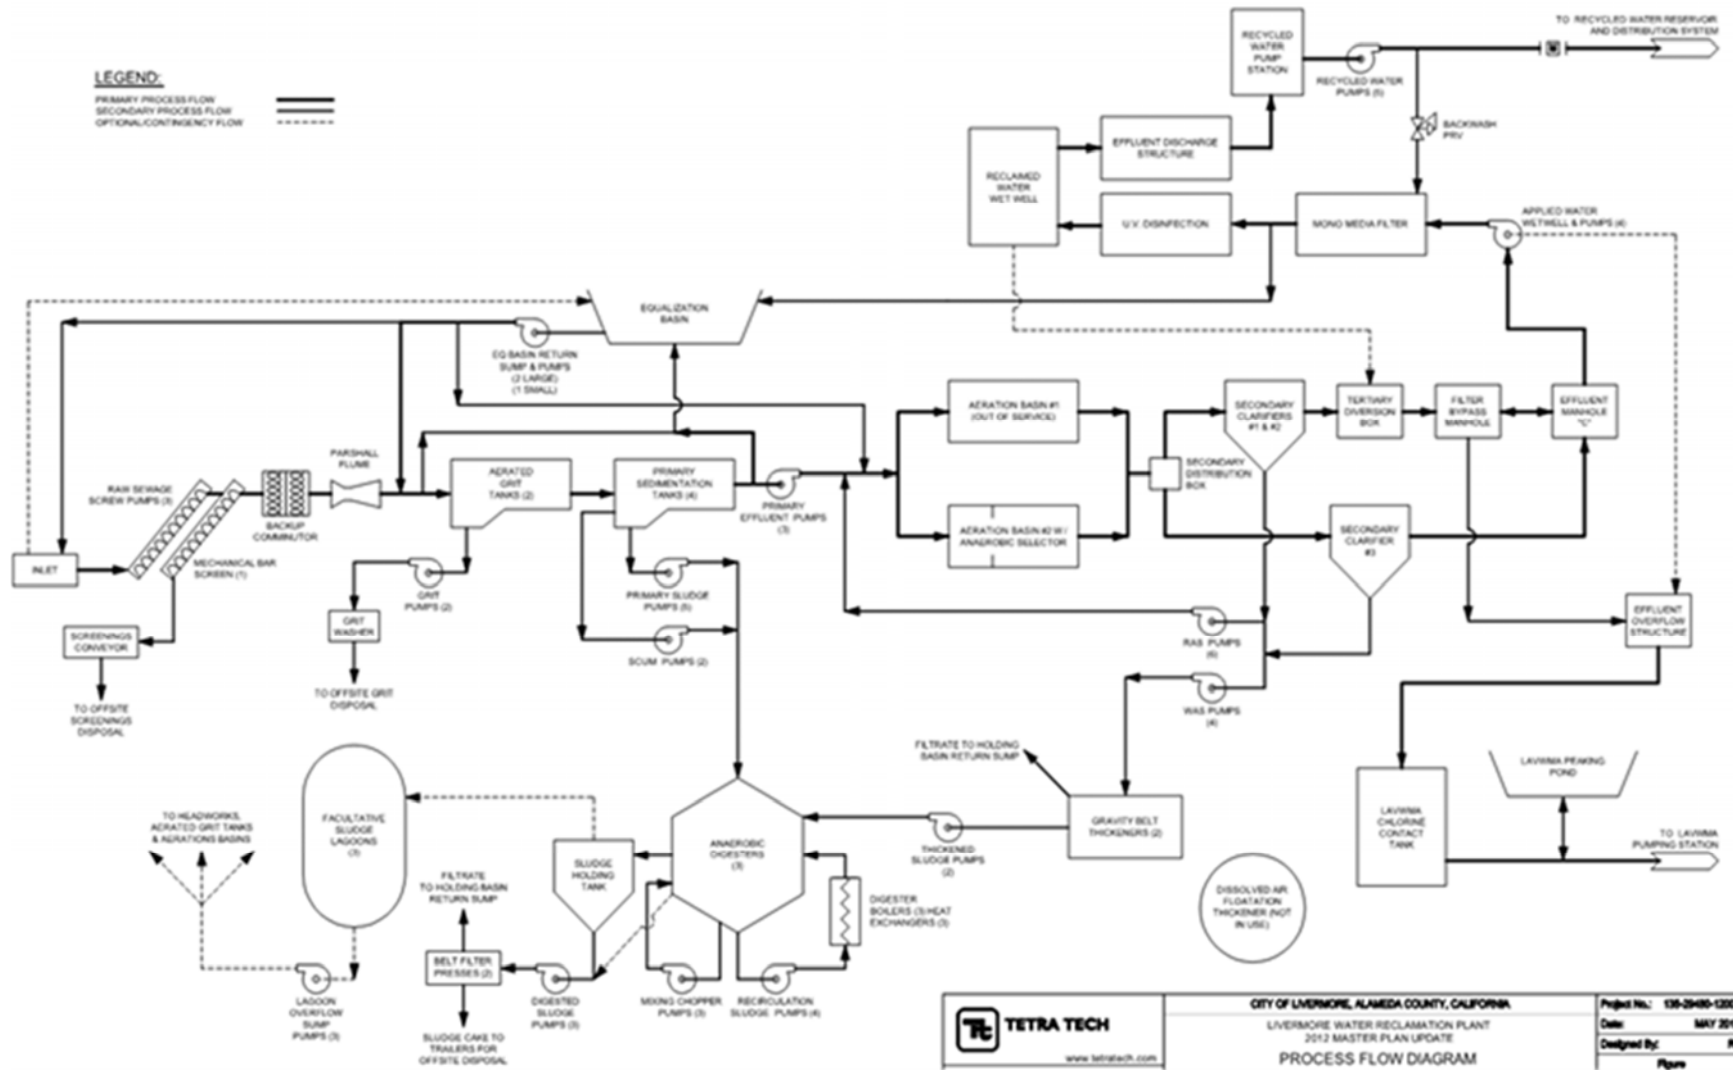 LEGEND:
PRIMARY PROCESS FLOW
SECONDARY PROCESS FLOW
OPTIONAL/CONTINGENCY FLOW
RECYCLED
WATER
PUMP
STATION
RECYCLED WATER
PUMPS (5)
TO RECYCLED WATER RESERVOIR
AND DISTRIBUTION SYSTEM
BACKWASH
PRV
EFFLUENT DISCHARGE
STRUCTURE
RECLAIMED
WATER
WET WELL
U.V. DISINFECTION
MONO MEDIA FILTER
APPLIED WATER
WETWELL & PUMPS (4)
EQUALIZATION
BASIN
EQ BASIN RETURN
SUMP & PUMPS
(2 LARGE)
(1 SMALL)
AERATION BASIN #1
(OUT OF SERVICE)
SECONDARY
CLARIFIERS
#1 & #2
TERTIARY
DIVERSION
BOX
FILTER
BYPASS
MANHOLE
EFFLUENT
MANHOLE
"C"
PARSHALL
FLUME
RAW SEWAGE
SCREW PUMPS (3)
BACKUP
COMMINUTOR
AERATED
GRIT
TANKS (2)
PRIMARY
SEDIMENTATION
TANKS (4)
PRIMARY
EFFLUENT PUMPS
(3)
SECONDARY
DISTRIBUTION
BOX
AERATION BASIN #2 W/
ANAEROBIC SELECTOR
SECONDARY
CLARIFIER
#3
INLET
MECHANICAL BAR
SCREEN (1)
GRIT
PUMPS (2)
PRIMARY SLUDGE
PUMPS (5)
GRIT
WASHER
SCREENINGS
CONVEYOR
SCUM PUMPS (2)
RAS PUMPS
(6)
EFFLUENT
OVERFLOW
STRUCTURE
TO OFFSITE GRIT
DISPOSAL
TO OFFSITE
SCREENINGS
DISPOSAL
WAS PUMPS
(4)
FILTRATE TO HOLDING
BASIN RETURN SUMP
LAVWMA PEAKING
POND
TO HEADWORKS,
AERATED GRIT TANKS
& AERATIONS BASINS
FACULTATIVE
SLUDGE
LAGOONS
(3)
GRAVITY BELT
THICKENERS (2)
LAVWMA
CHLORINE
CONTACT
TANK
TO LAVWMA
PUMPING STATION
ANAEROBIC
DIGESTERS
(3)
THICKENED
SLUDGE PUMPS
(2)
SLUDGE
HOLDING
TANK
FILTRATE
TO HOLDING BASIN
RETURN SUMP
DIGESTER
BOILERS (3) HEAT
EXCHANGERS (3)
DISSOLVED AIR
FLOATATION
THICKENER (NOT
IN USE)
BELT FILTER
PRESSES (2)
LAGOON
OVERFLOW
SUMP
PUMPS (3)
DIGESTED
SLUDGE
PUMPS (3)
MIXING CHOPPER
PUMPS (3)
RECIRCULATION
SLUDGE PUMPS (4)
SLUDGE CAKE TO
TRAILERS FOR
OFFSITE DISPOSAL
TETRA TECH
www.tetratech.com
CITY OF LIVERMORE, ALAMEDA COUNTY, CALIFORNIA
LIVERMORE WATER RECLAMATION PLANT
2012 MASTER PLAN UPDATE
PROCESS FLOW DIAGRAM
Project No.:
Date:
MAY
Designed By:
Figure